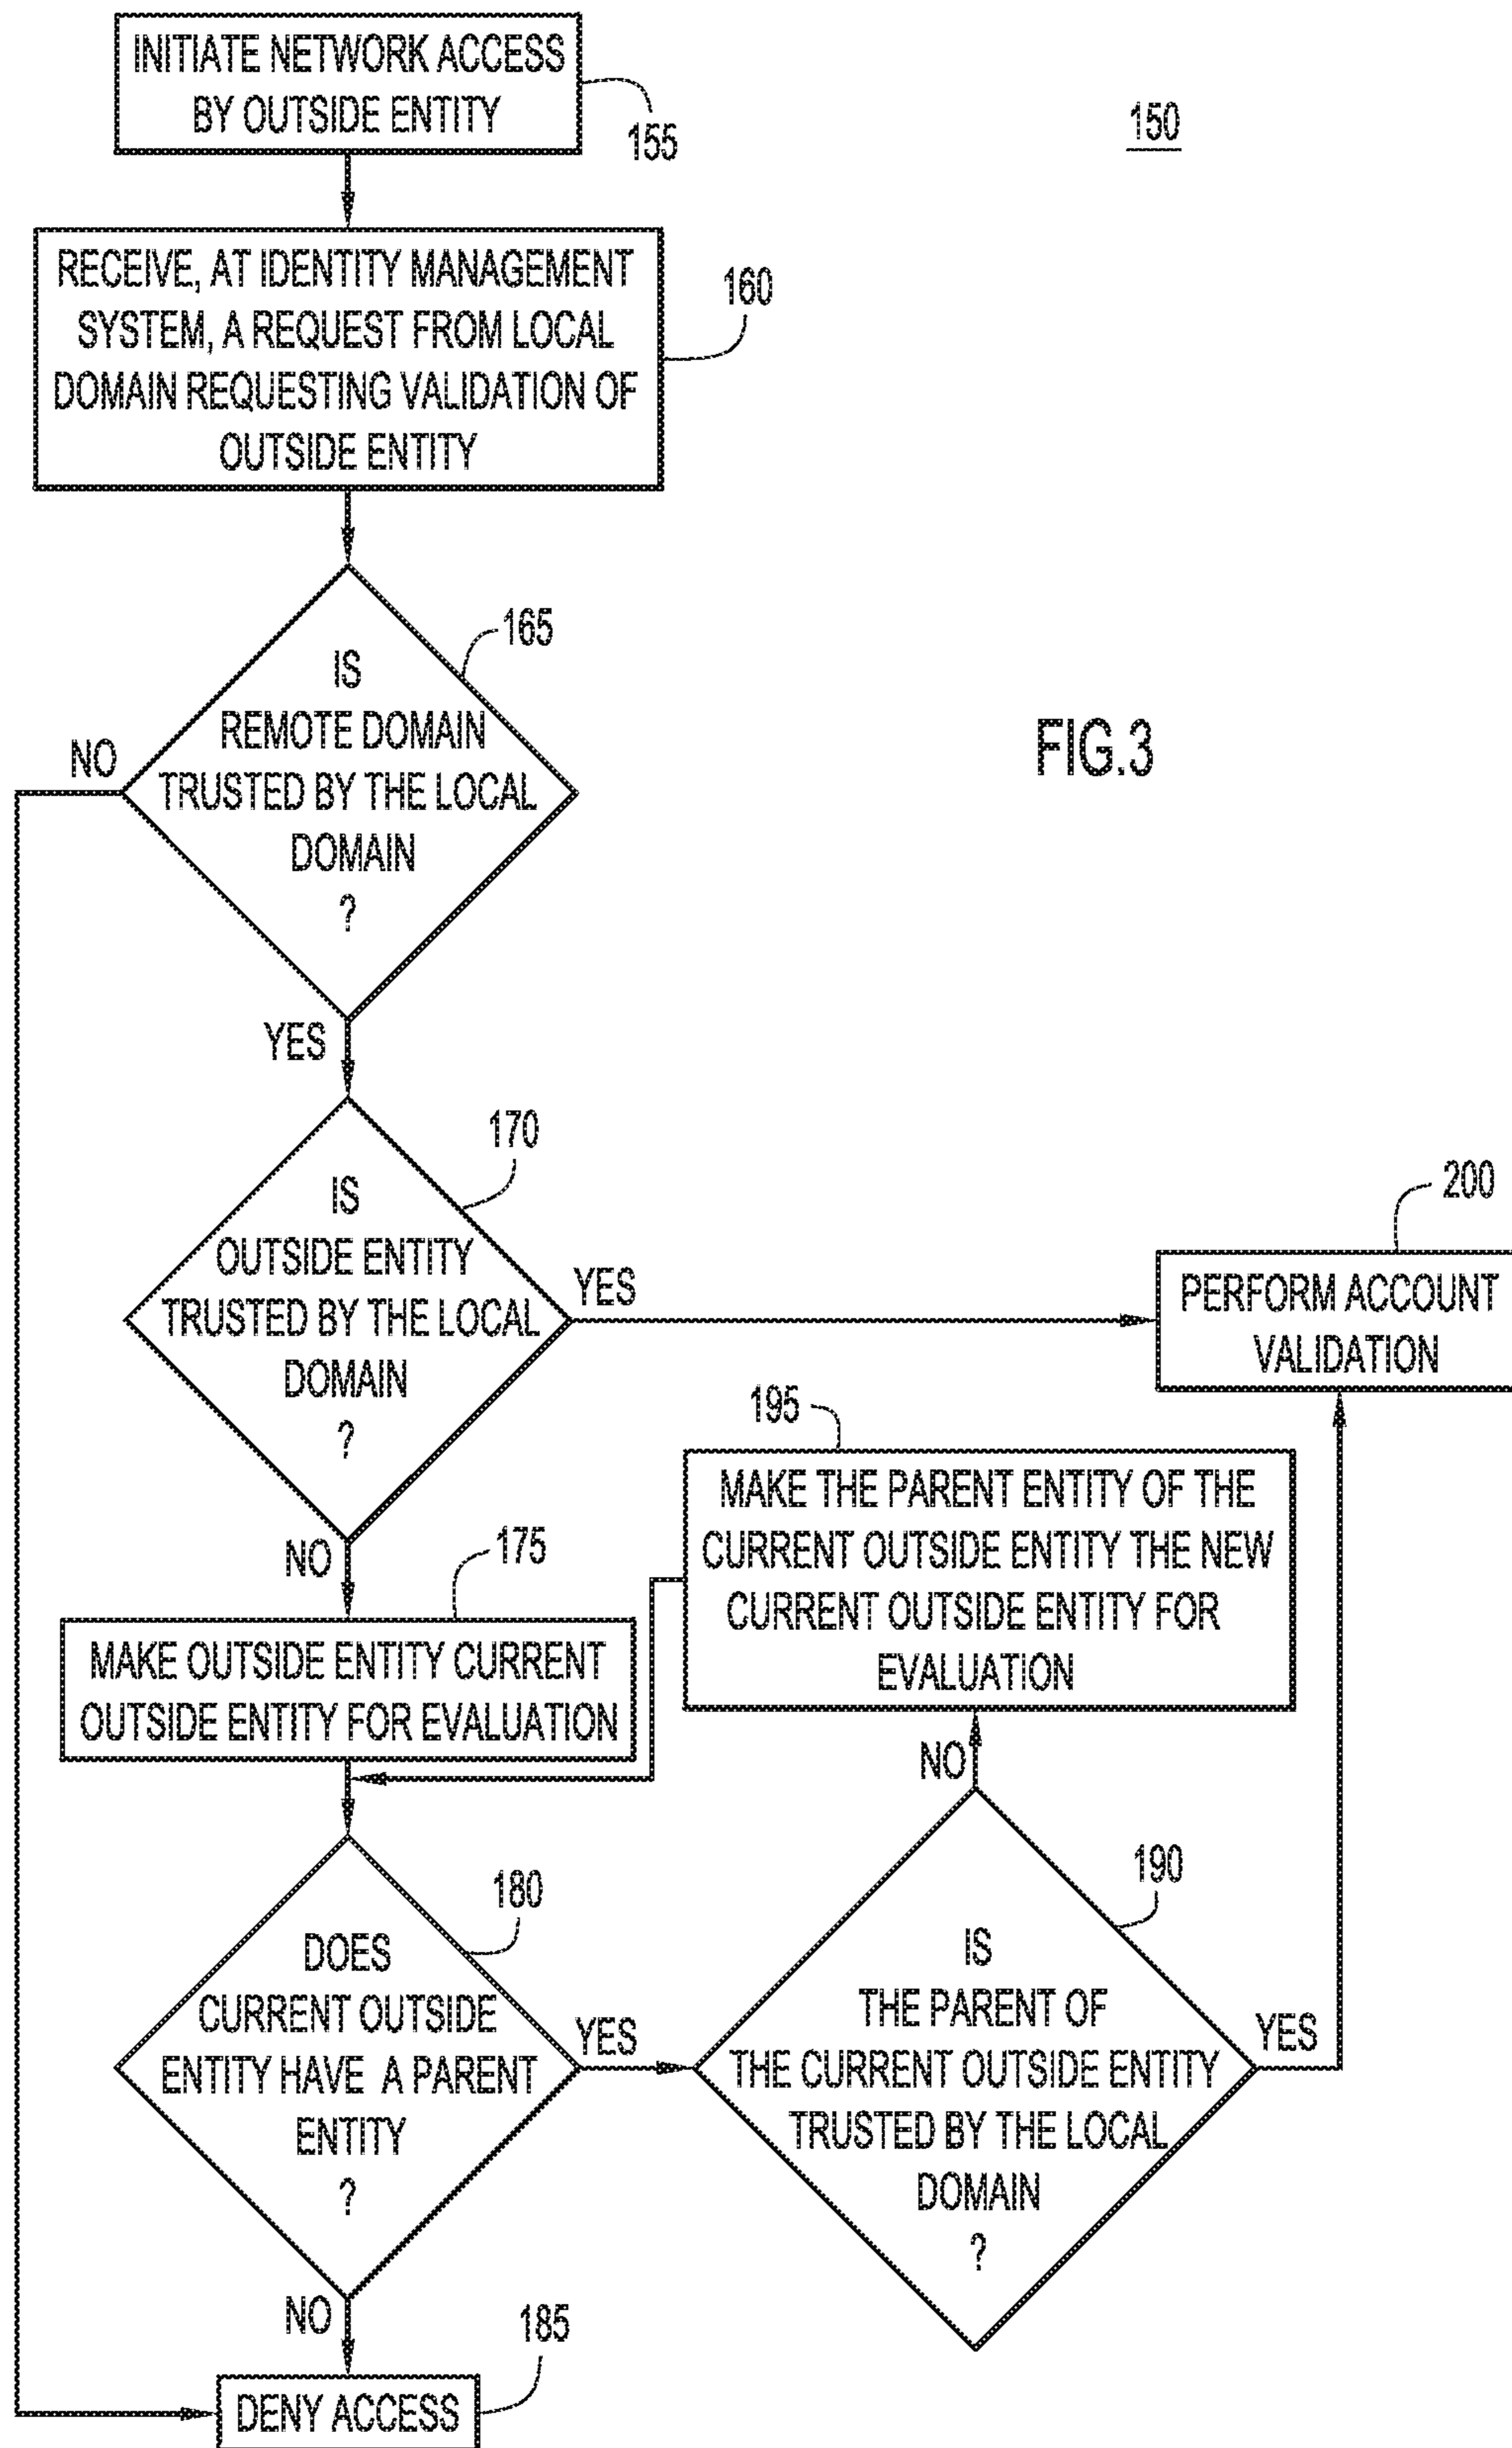 INITIATE NETWORK ACCESS
BY OUTSIDE ENTITY
155
150
RECEIVE, AT IDENTITY MANAGEMENT
SYSTEM, A REQUEST FROM LOCAL
DOMAIN REQUESTING VALIDATION OF
OUTSIDE ENTITY
160
IS
REMOTE DOMAIN
TRUSTED BY THE LOCAL
DOMAIN
?
165
NO
YES
FIG.3
IS
OUTSIDE ENTITY
TRUSTED BY THE LOCAL
DOMAIN
?
170
YES
NO
200
PERFORM ACCOUNT
VALIDATION
175
MAKE OUTSIDE ENTITY CURRENT
OUTSIDE ENTITY FOR EVALUATION
195
MAKE THE PARENT ENTITY OF THE
CURRENT OUTSIDE ENTITY THE NEW
CURRENT OUTSIDE ENTITY FOR
EVALUATION
NO
180
DOES
CURRENT OUTSIDE
ENTITY HAVE A PARENT
ENTITY
?
YES
NO
190
IS
THE PARENT OF
THE CURRENT OUTSIDE ENTITY
TRUSTED BY THE LOCAL
DOMAIN
?
YES
185
DENY ACCESS